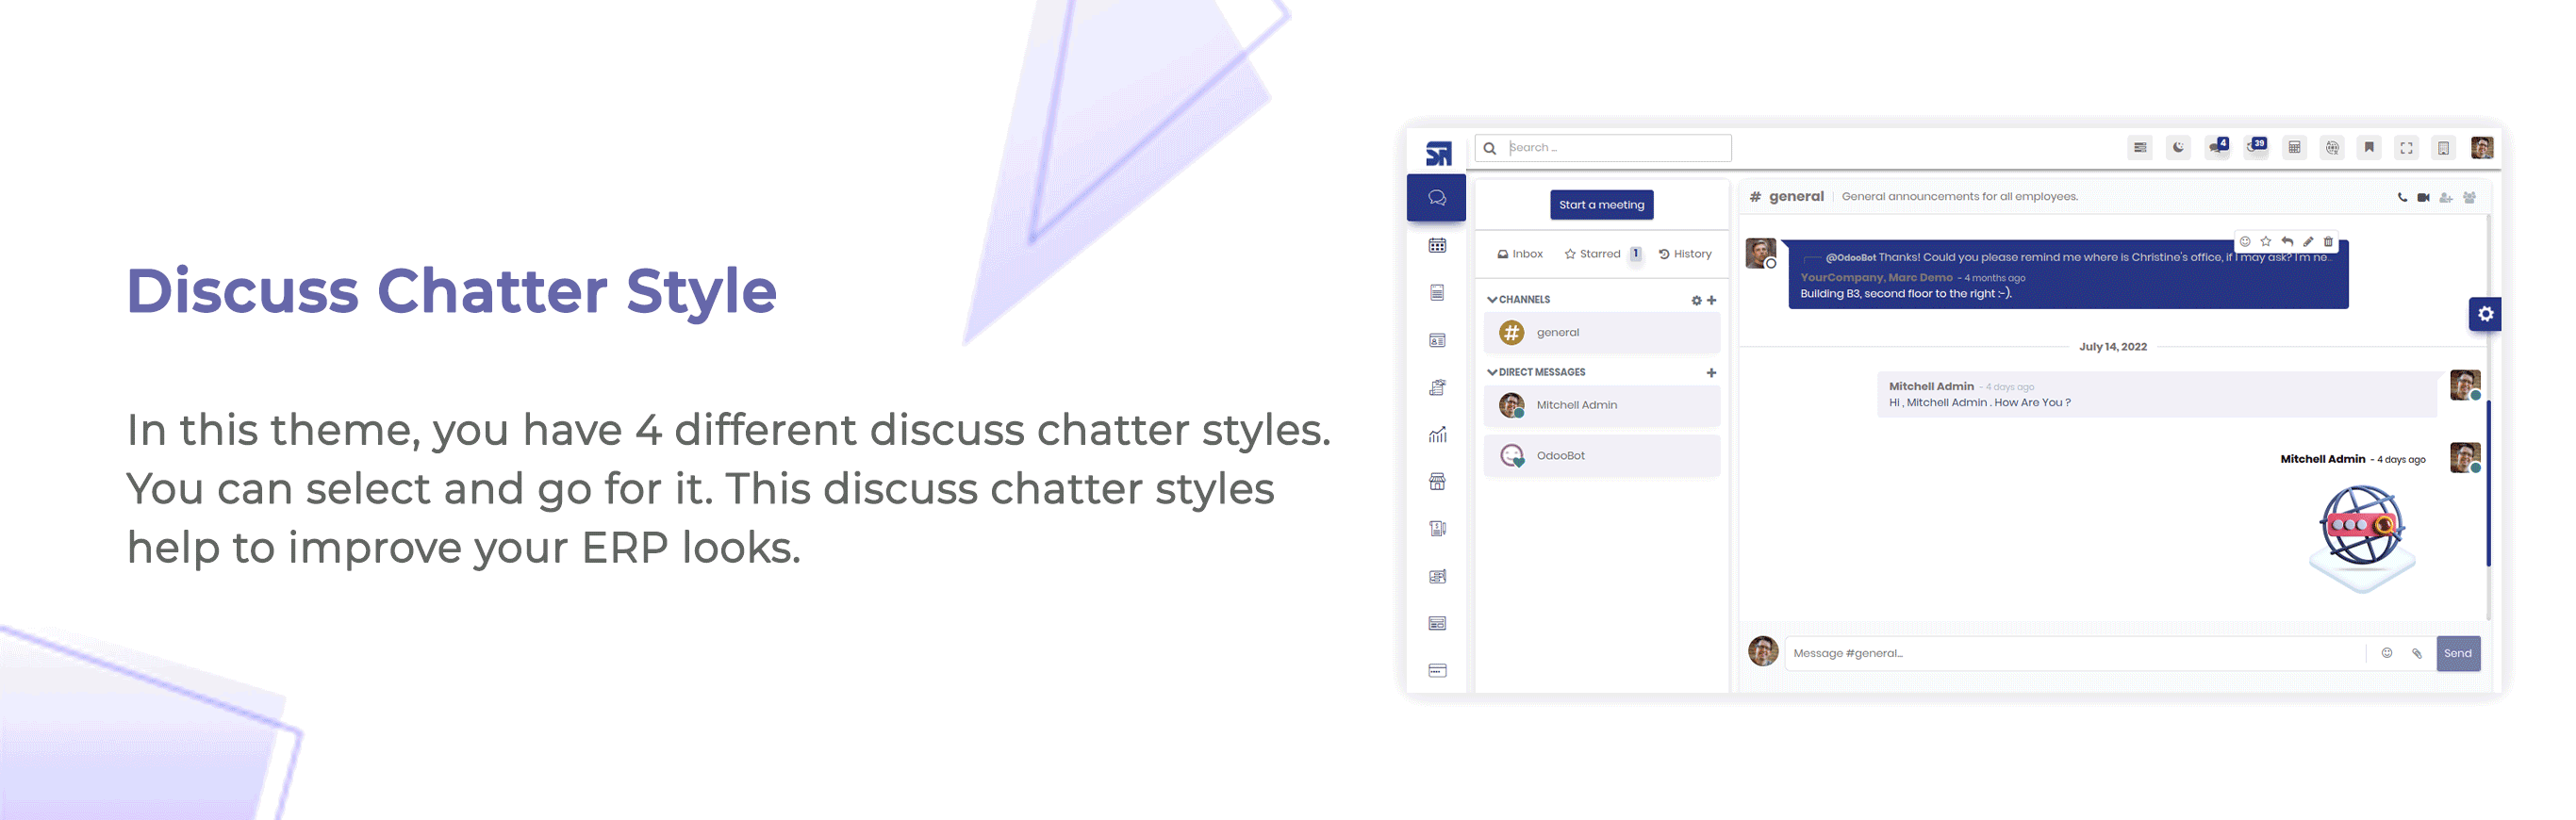 Discuss Chatter Style
In this theme, you have 4 different discuss chatter styles.
You can select and go for it. This discuss chatter styles
help to improve your ERP looks.
Search ...
4
39
Start a meeting
Inbox
Starred 1
History
CHANNELS
general
DIRECT MESSAGES
Mitchell Admin
OdooBot
# general
General announcements for all employees.
@OdooBot Thanks! Could you please remind me where is Christine's office, if I may ask? I'm ne..
YourCompany, Marc Demo - 4 months ago
Building B3, second floor to the right :-).
July 14, 2022
Mitchell Admin - 4 days ago
Hi , Mitchell Admin . How Are You ?
Mitchell Admin - 4 days ago
Message #general...
Send